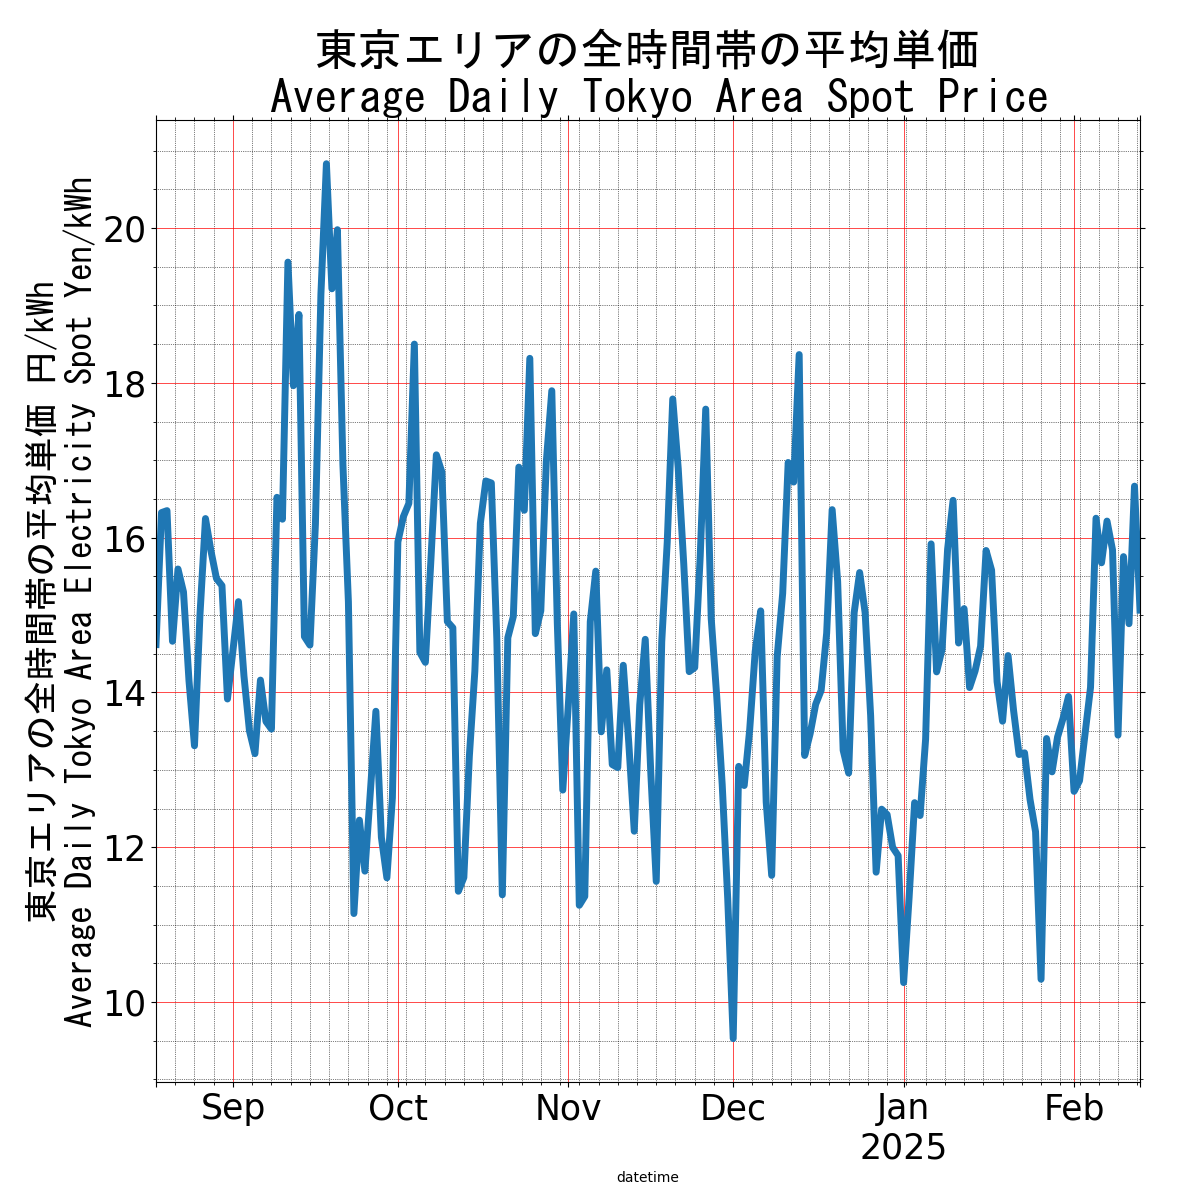 東京エリアの全時間帯の平均単価
Average Daily Tokyo Area Spot Price
東京エリアの全時間帯の平均単価 円/kWh
Average Daily Tokyo Area Electricity Spot Yen/kWh
20
18
16
14
12
10
Sep
Oct
Nov
Dec
Jan
2025
Feb
datetime